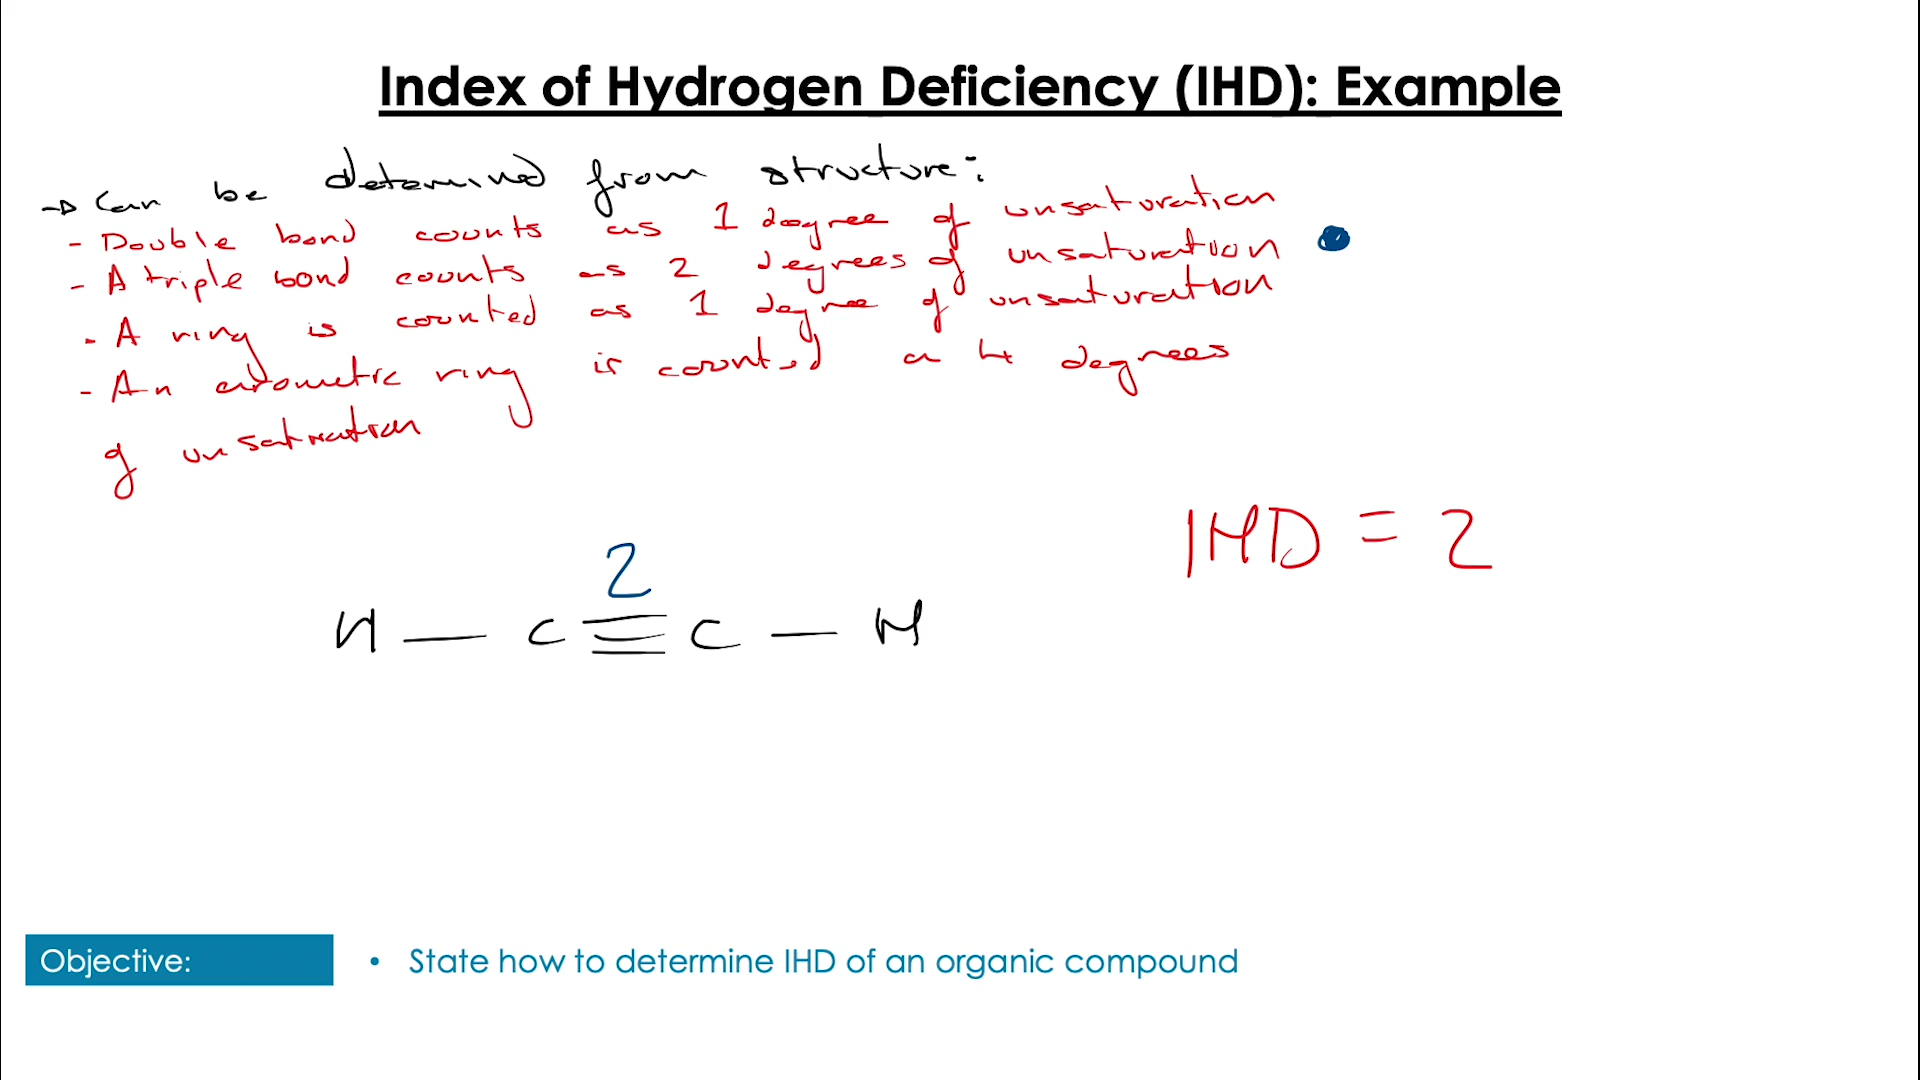 Index of Hydrogen Deficiency (IHD): Example
→ Can be determined from structure:
- Double bond counts as 1 degree of unsaturation
- A triple bond counts as 2 degrees of unsaturation
- A ring is counted as 1 degree of unsaturation
- An aromatic ring is counted as 4 degrees
of unsaturation
IHD = 2
2
H — C ≡ C — H
Objective:
• State how to determine IHD of an organic compound